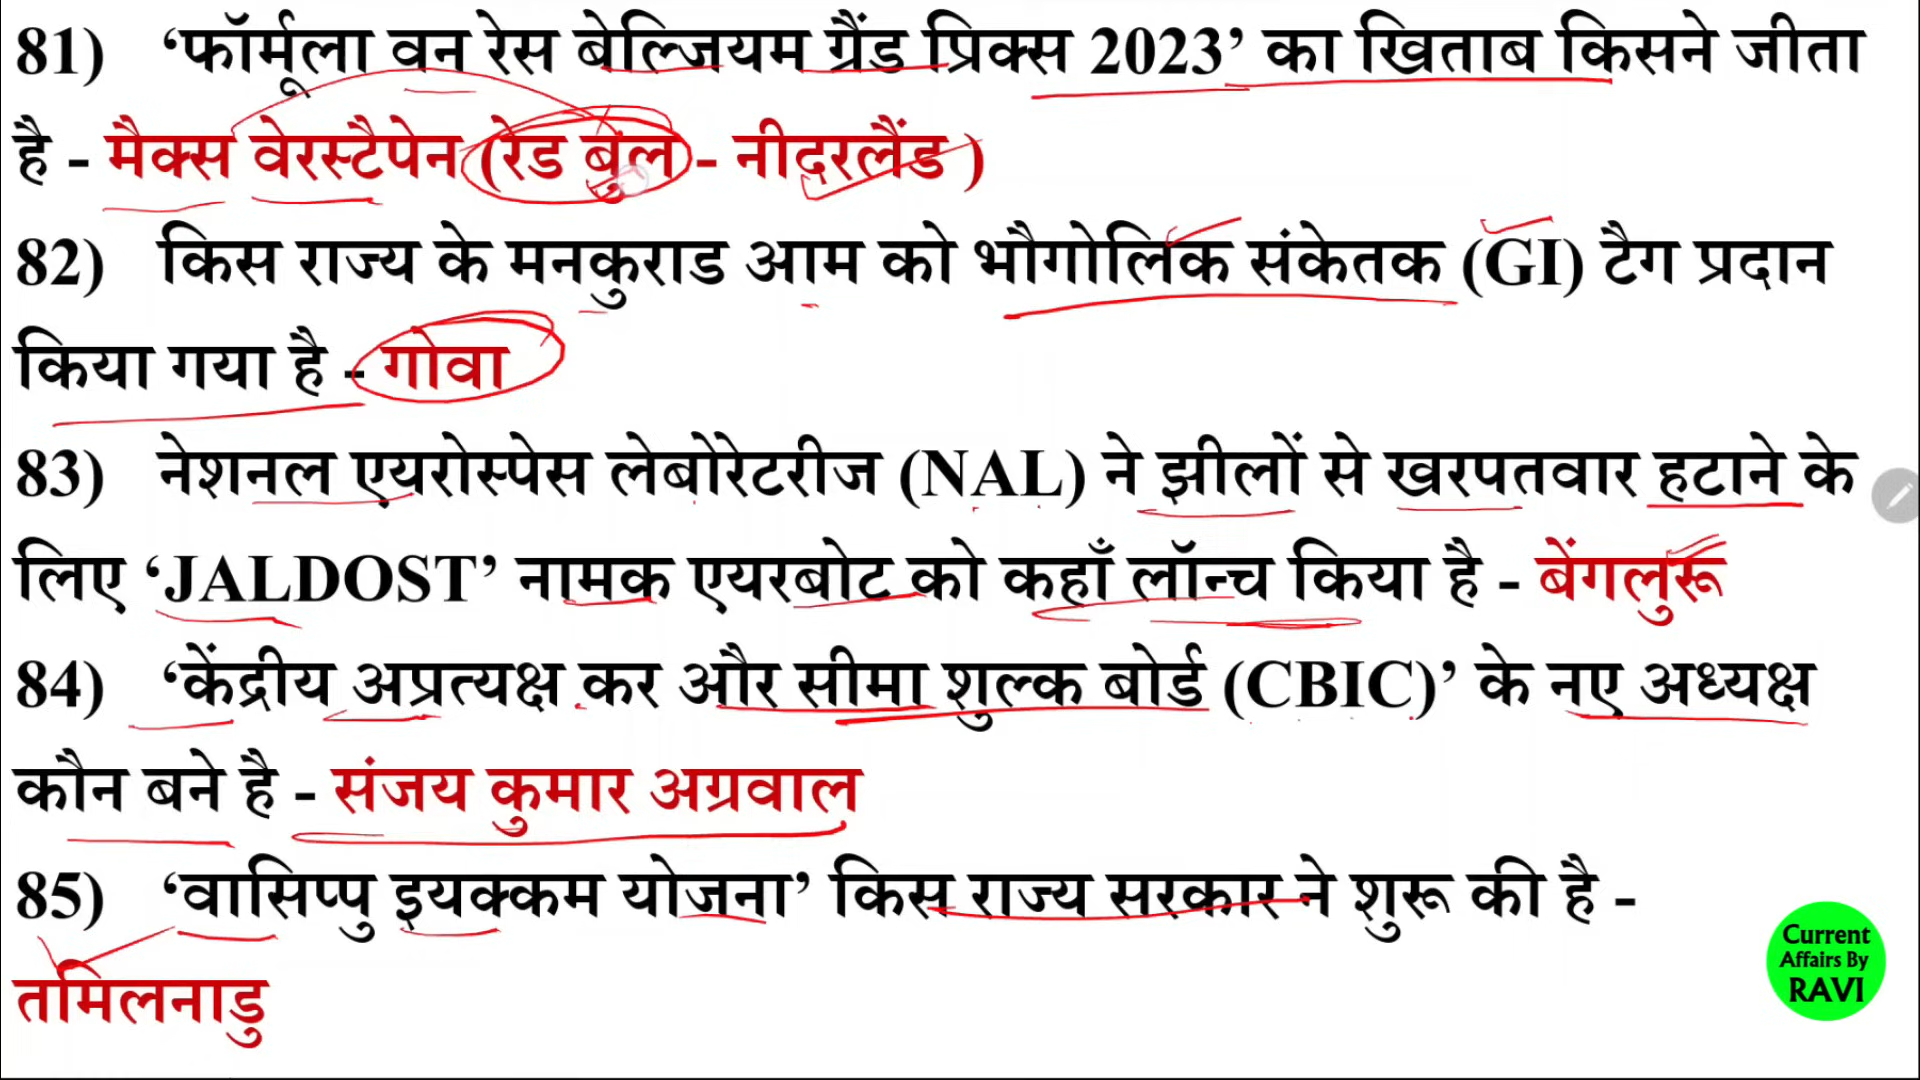 81) ‘फॉर्मूला वन रेस बेल्जियम ग्रैंड प्रिक्स 2023’ का खिताब किसने जीता
है - मैक्स वेरस्टैपेन (रेड बुल - नीदरलैंड )
82) किस राज्य के मनकुराड आम को भौगोलिक संकेतक (GI) टैग प्रदान
किया गया है - गोवा
83) नेशनल एयरोस्पेस लेबोरेटरीज (NAL) ने झीलों से खरपतवार हटाने के
लिए ‘JALDOST’ नामक एयरबोट को कहाँ लॉन्च किया है - बेंगलुरू
84) ‘केंद्रीय अप्रत्यक्ष कर और सीमा शुल्क बोर्ड (CBIC)’ के नए अध्यक्ष
कौन बने है - संजय कुमार अग्रवाल
85) ‘वासिप्पु इयक्कम योजना’ किस राज्य सरकार ने शुरू की है -
तमिलनाडु
Current
Affairs By
RAVI